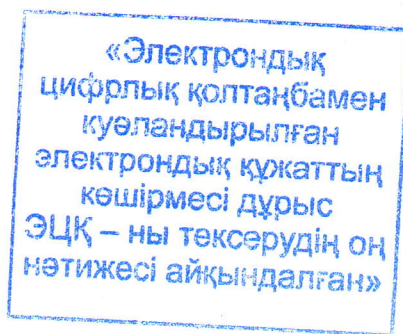 «Электрондық
цифрлық қолтаңбамен
куәландырылған
электрондық құжаттың
көшірмесі дұрыс
ЭЦҚ – ны тексерудің оң
нәтижесі айқындалған»